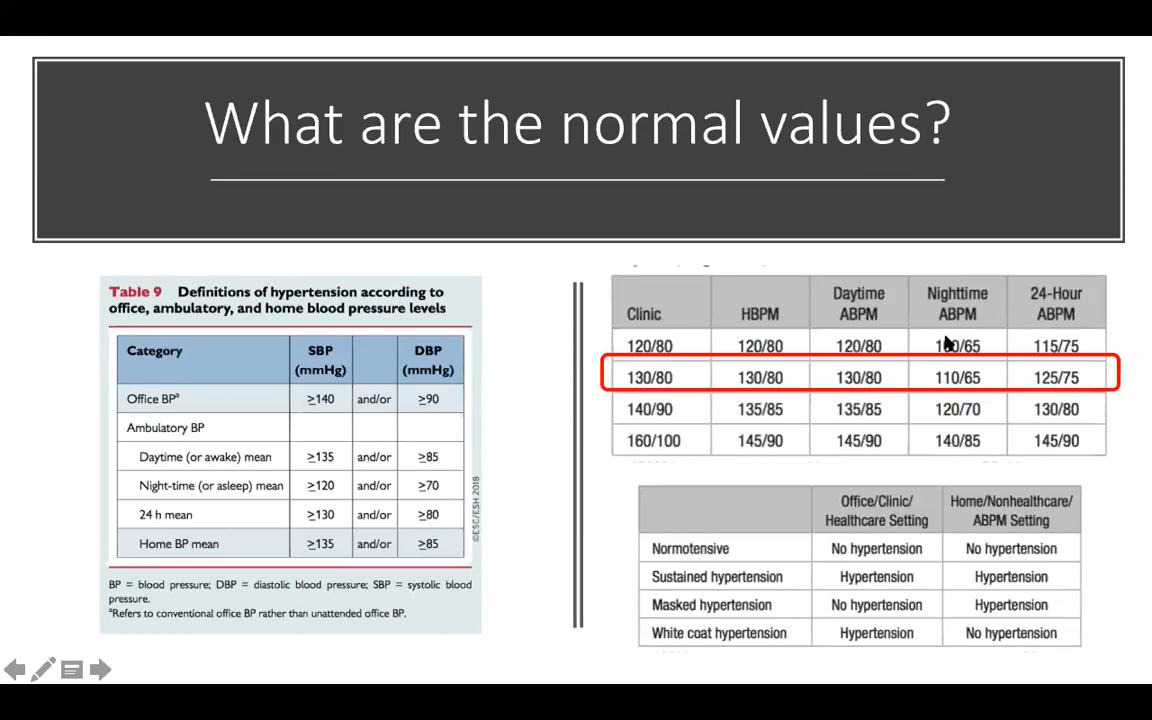 What are the normal values?
Table 9 Definitions of hypertension according to
office, ambulatory, and home blood pressure levels
Category SBP (mmHg) DBP (mmHg)
Office BPa ≥140 and/or ≥90
Ambulatory BP
Daytime (or awake) mean ≥135 and/or ≥85
Night-time (or asleep) mean ≥120 and/or ≥70
24 h mean ≥130 and/or ≥80
Home BP mean ≥135 and/or ≥85
©ESC/ESH 2018
BP = blood pressure; DBP = diastolic blood pressure; SBP = systolic blood
pressure.
aRefers to conventional office BP rather than unattended office BP.
Clinic HBPM Daytime ABPM Nighttime ABPM 24-Hour ABPM
120/80 120/80 120/80 115/75
130/80 130/80 130/80 110/65 125/75
140/90 135/85 135/85 120/70 130/80
160/100 145/90 145/90 140/85 145/90
Office/Clinic/ Healthcare Setting Home/Nonhealthcare/ ABPM Setting
Normotensive No hypertension No hypertension
Sustained hypertension Hypertension Hypertension
Masked hypertension No hypertension Hypertension
White coat hypertension Hypertension No hypertension